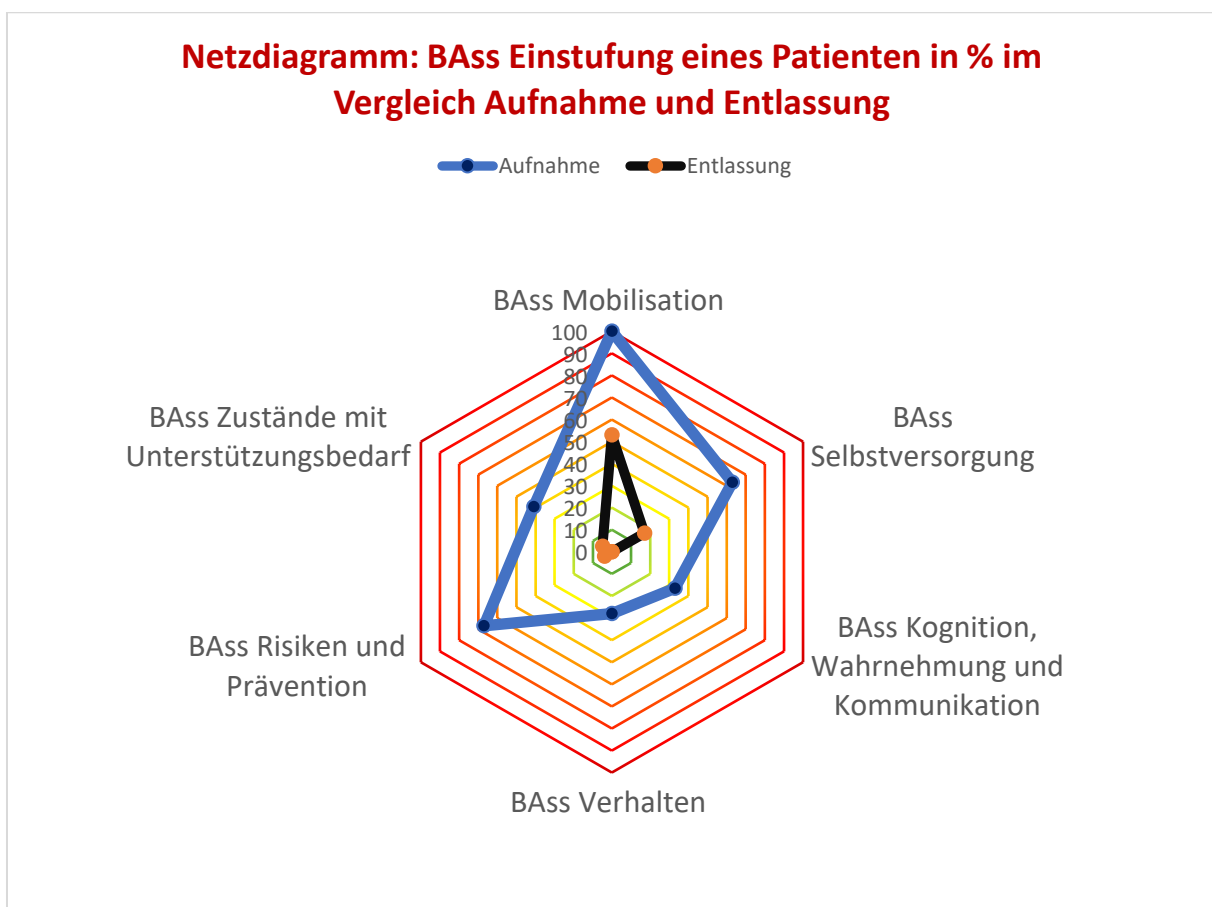 Netzdiagramm: BAss Einstufung eines Patienten in % im
Vergleich Aufnahme und Entlassung
Aufnahme Entlassung
BAss Mobilisation
100
90
80
70
60
50
40
30
20
10
0
BAss
Selbstversorgung
BAss Kognition,
Wahrnehmung und
Kommunikation
BAss Verhalten
BAss Risiken und
Prävention
BAss Zustände mit
Unterstützungsbedarf